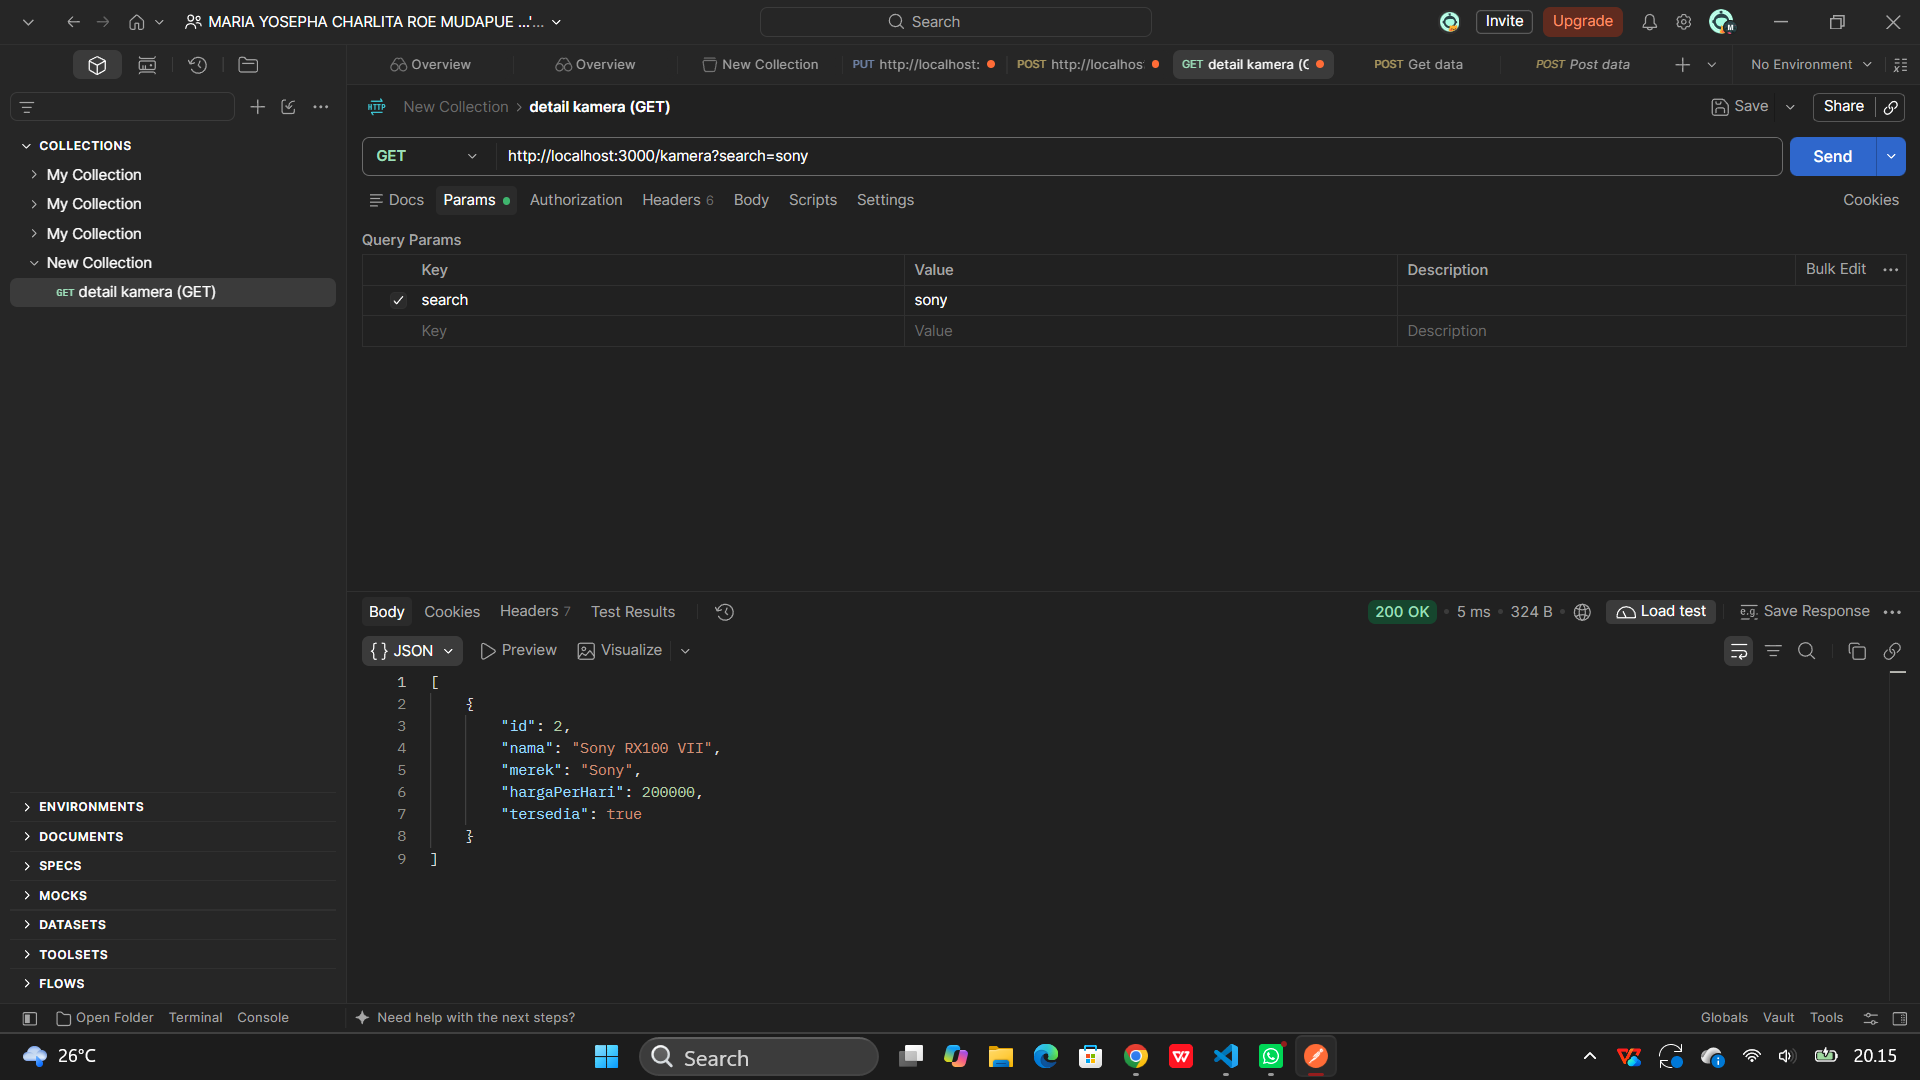 MARIA YOSEPHA CHARLITA ROE MUDAPUE ...'...
Search
Invite
Upgrade
Overview
Overview
New Collection
PUT http://localhost:
POST http://localhos
GET detail kamera (
POST Get data
POST Post data
No Environment
HTTP New Collection › detail kamera (GET)
Save
Share
COLLECTIONS
My Collection
My Collection
My Collection
New Collection
GET detail kamera (GET)
GET
http://localhost:3000/kamera?search=sony
Send
Docs
Params
Authorization
Headers 6
Body
Scripts
Settings
Cookies
Query Params
Key Value Description Bulk Edit
search sony
Key Value Description
Body
Cookies
Headers 7
Test Results
200 OK • 5 ms • 324 B
Load test
e.g. Save Response
{ } JSON
Preview
Visualize
1 [
2 {
3 "id": 2,
4 "nama": "Sony RX100 VII",
5 "merek": "Sony",
6 "hargaPerHari": 200000,
7 "tersedia": true
8 }
9 ]
ENVIRONMENTS
DOCUMENTS
SPECS
MOCKS
DATASETS
TOOLSETS
FLOWS
Open Folder
Terminal
Console
Need help with the next steps?
Globals
Vault
Tools
26°C
Search
20.15